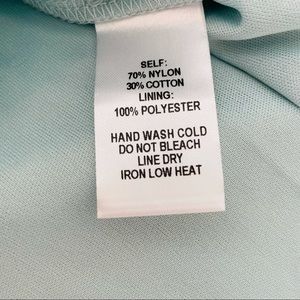 SELF:
70% NYLON
30% COTTON
LINING:
100% POLYESTER
HAND WASH COLD
DO NOT BLEACH
LINE DRY
IRON LOW HEAT